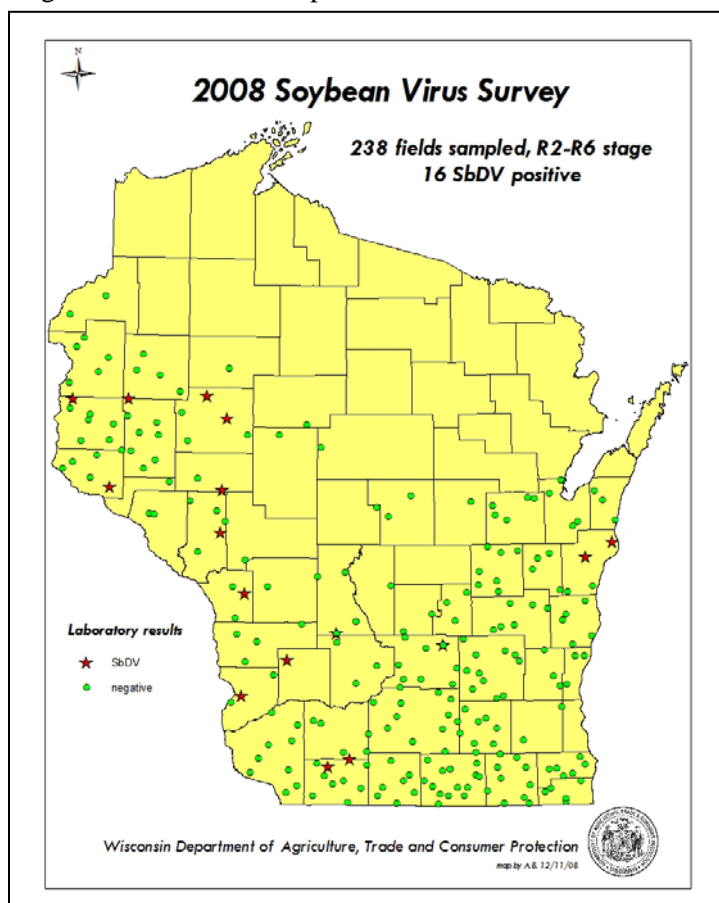 N
2008 Soybean Virus Survey
238 fields sampled, R2-R6 stage
16 SbDV positive
Laboratory results
SbDV
negative
Wisconsin Department of Agriculture, Trade and Consumer Protection
map by A.B. 12/11/08